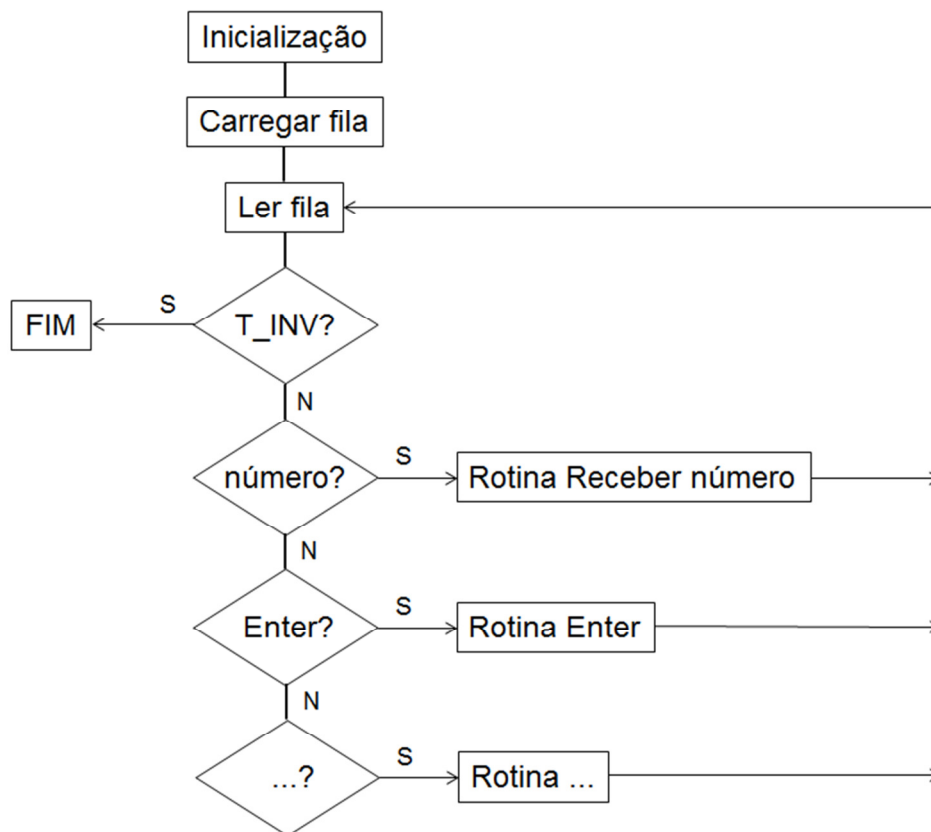 Inicialização
Carregar fila
Ler fila
S
FIM
T_INV?
N
S
número?
Rotina Receber número
N
S
Enter?
Rotina Enter
N
S
...?
Rotina ...